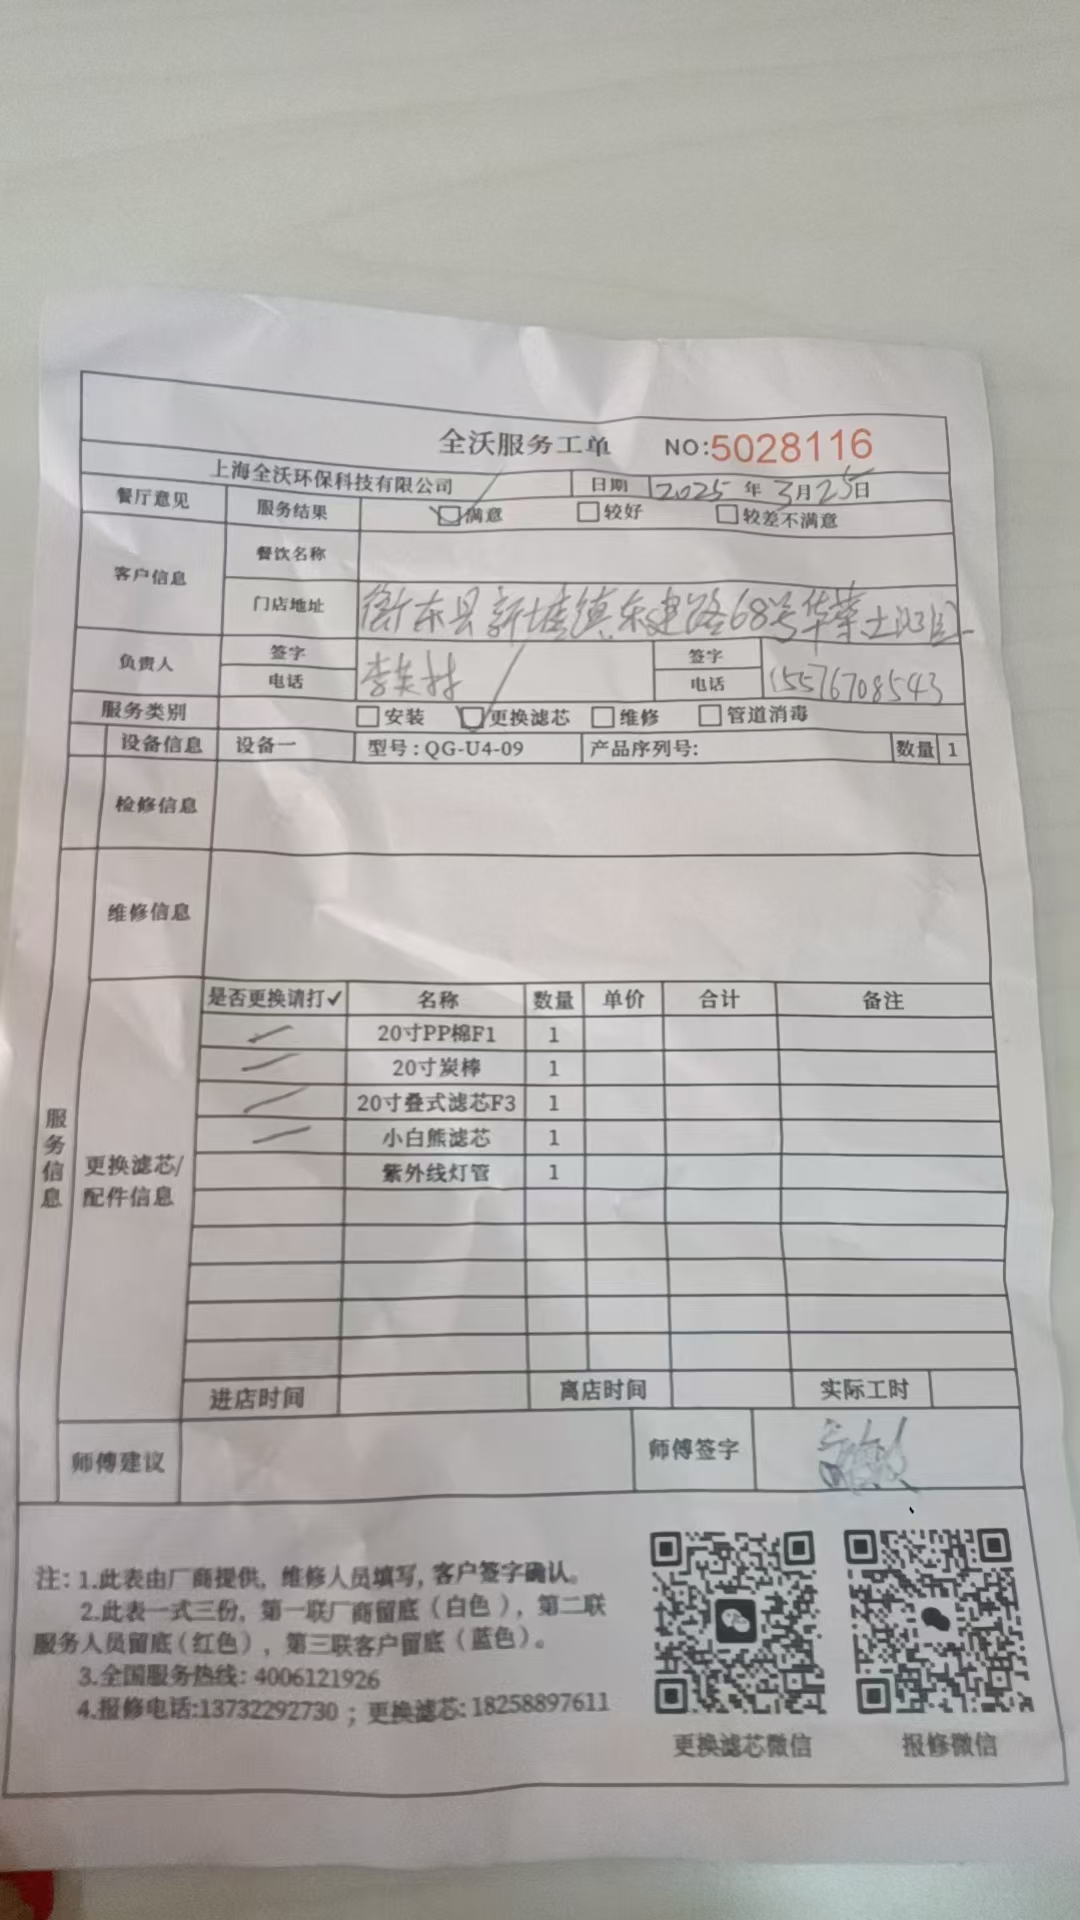 全沃服务工单 NO:5028116
上海全沃环保科技有限公司 日期 2025年3月25日
餐厅意见 服务结果 满意 较好 较差不满意
客户信息 餐饮名称
门店地址 衡东县新塘镇东建路68号华莱士
负责人 签字 签字
电话 电话 15576708543
服务类别 安装 更换滤芯 维修 管道消毒
设备信息 设备一 型号:QG-U4-09 产品序列号: 数量 1
检修信息
维修信息
服务信息
更换滤芯/
配件信息
是否更换请打✓ 名称 数量 单价 合计 备注
✓ 20寸PP棉F1 1
✓ 20寸炭棒 1
✓ 20寸叠式滤芯F3 1
✓ 小白熊滤芯 1
紫外线灯管 1
进店时间 离店时间 实际工时
师傅建议 师傅签字
注: 1.此表由厂商提供, 维修人员填写, 客户签字确认。
2.此表一式三份, 第一联厂商留底(白色), 第二联
服务人员留底(红色), 第三联客户留底(蓝色)。
3.全国服务热线: 4006121926
4.报修电话:13732292730 ; 更换滤芯: 18258897611
更换滤芯微信 报修微信